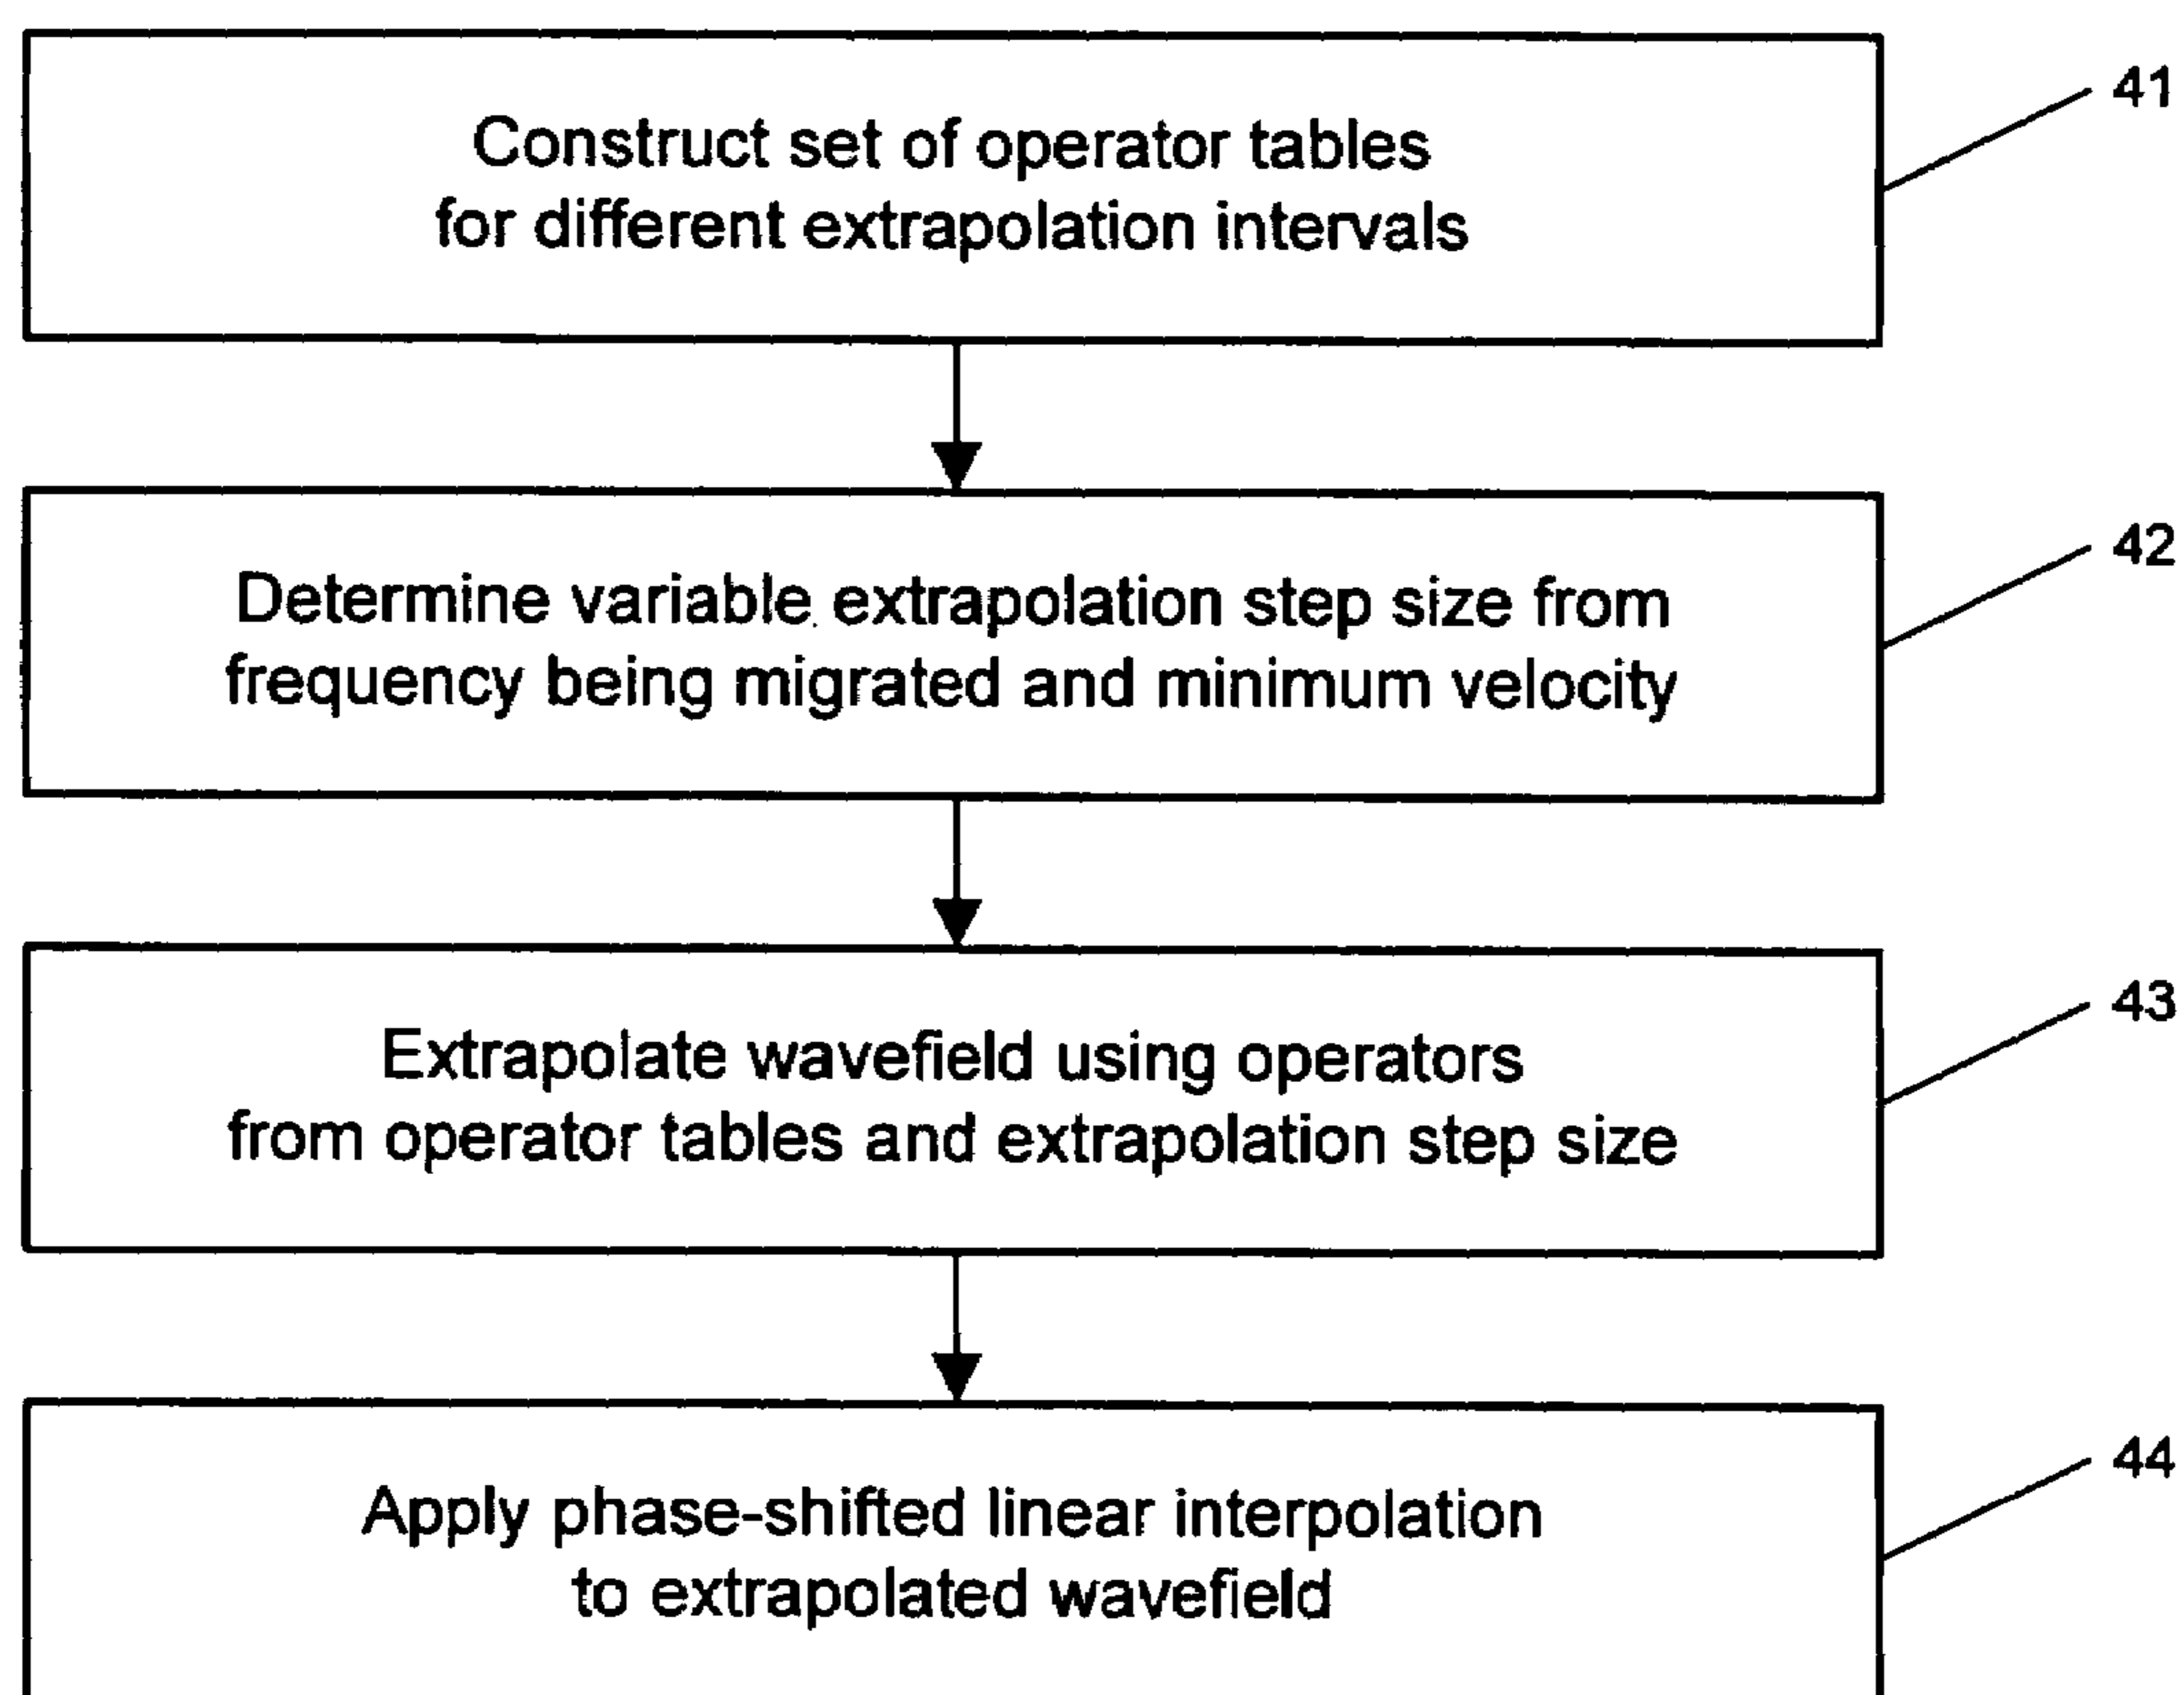 Construct set of operator tables
for different extrapolation intervals
41
Determine variable extrapolation step size from
frequency being migrated and minimum velocity
42
Extrapolate wavefield using operators
from operator tables and extrapolation step size
43
Apply phase-shifted linear interpolation
to extrapolated wavefield
44